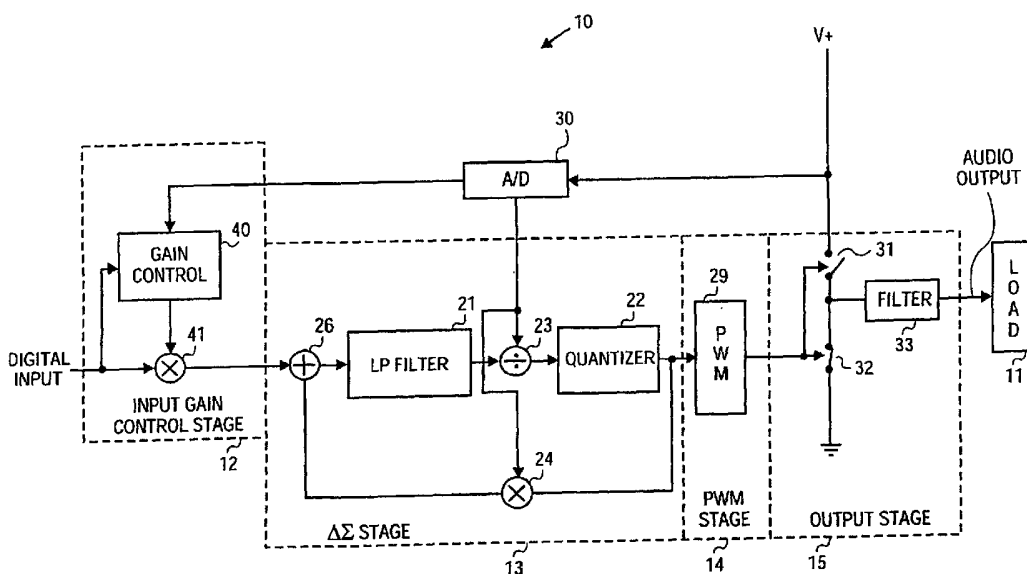 10
V+
30
A/D
AUDIO
OUTPUT
40
GAIN
CONTROL
31
LOAD
29
21
22
26
23
FILTER
LP FILTER
QUANTIZER
PWM
33
41
DIGITAL
INPUT
32
11
INPUT GAIN
CONTROL STAGE
12
24
PWM
STAGE
ΔΣ STAGE
OUTPUT STAGE
13
14
15